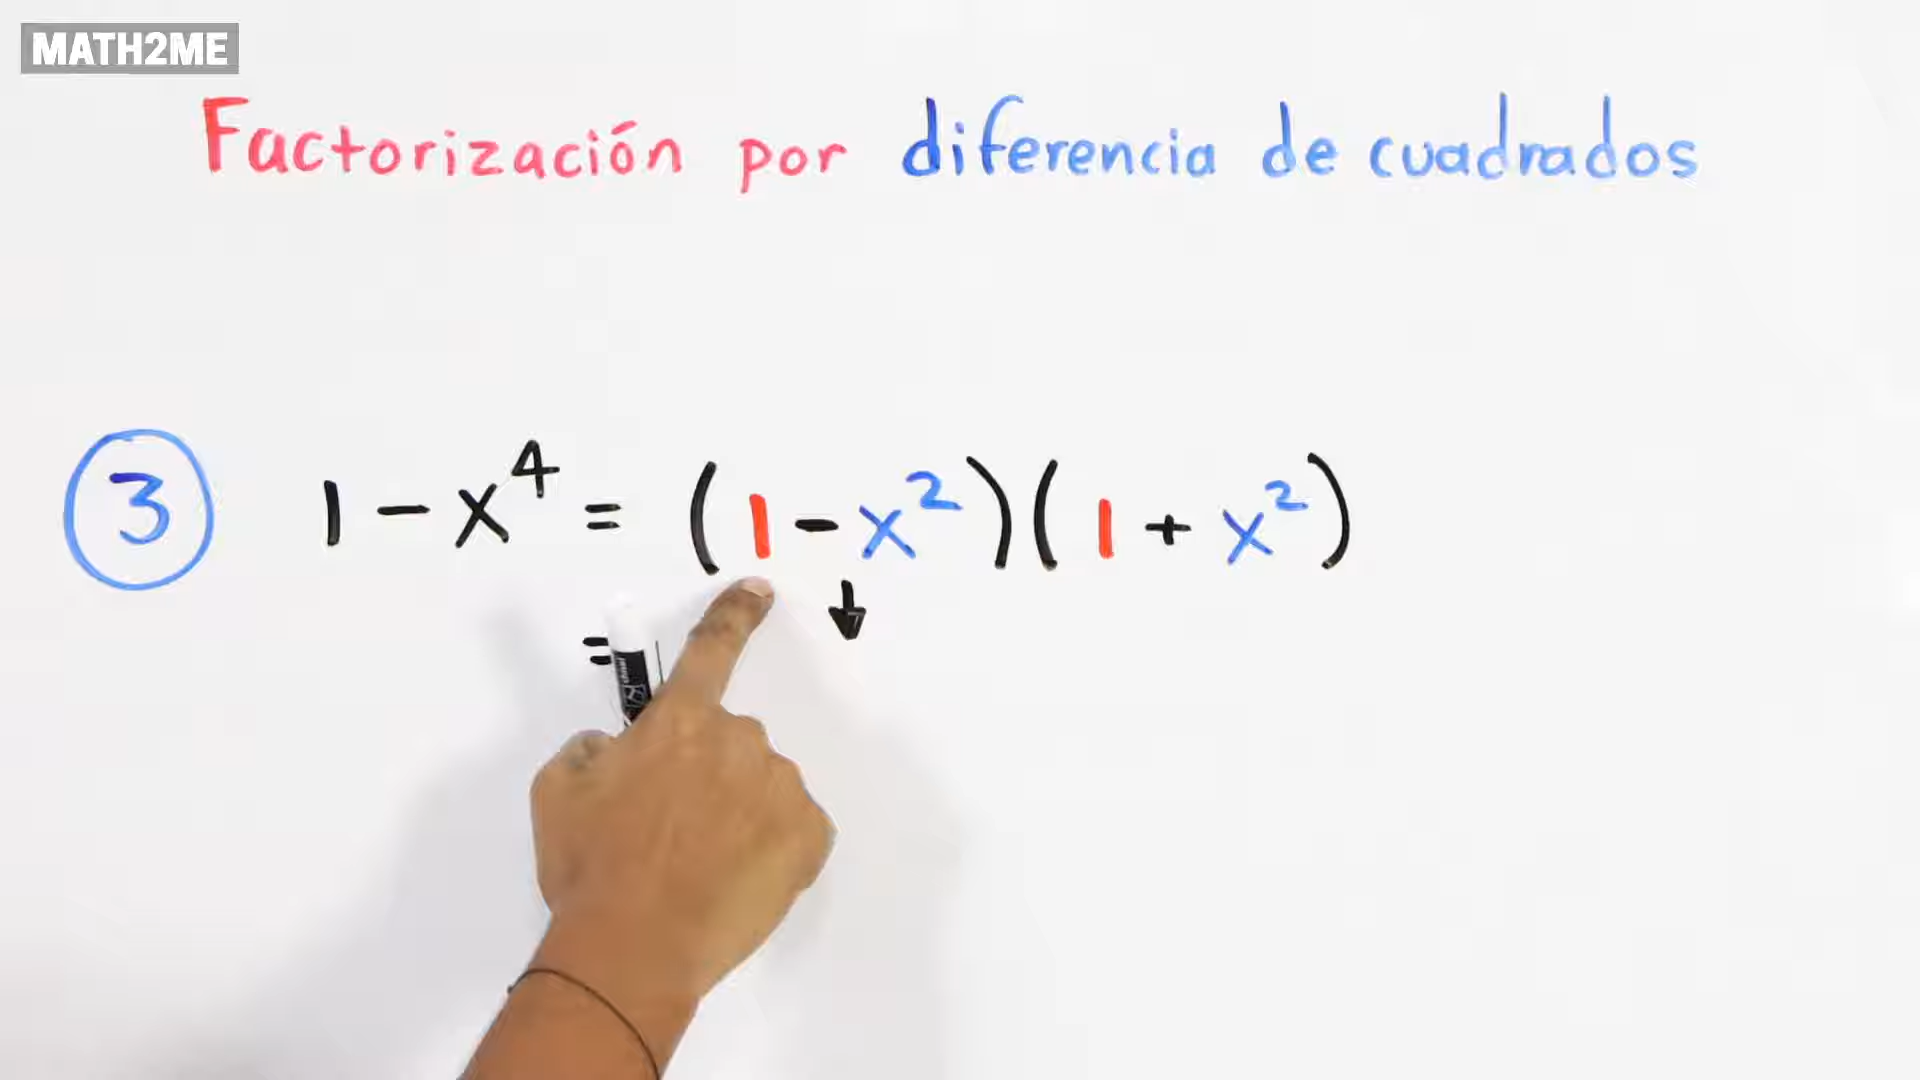 MATH2ME
Factorización por diferencia de cuadrados
3 1 - x⁴ = (1 - x²)(1 + x²)
=